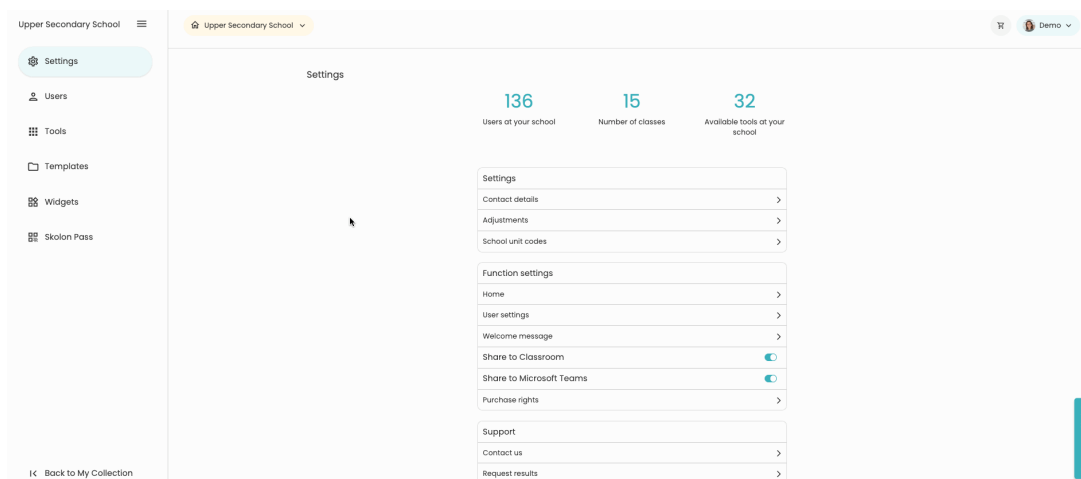 Upper Secondary School
Settings
Users
Tools
Templates
Widgets
Skolon Pass
Back to My Collection
Upper Secondary School
Demo
Settings
136
Users at your school
15
Number of classes
32
Available tools at your
school
Settings
Contact details
Adjustments
School unit codes
Function settings
Home
User settings
Welcome message
Share to Classroom
Share to Microsoft Teams
Purchase rights
Support
Contact us
Request results